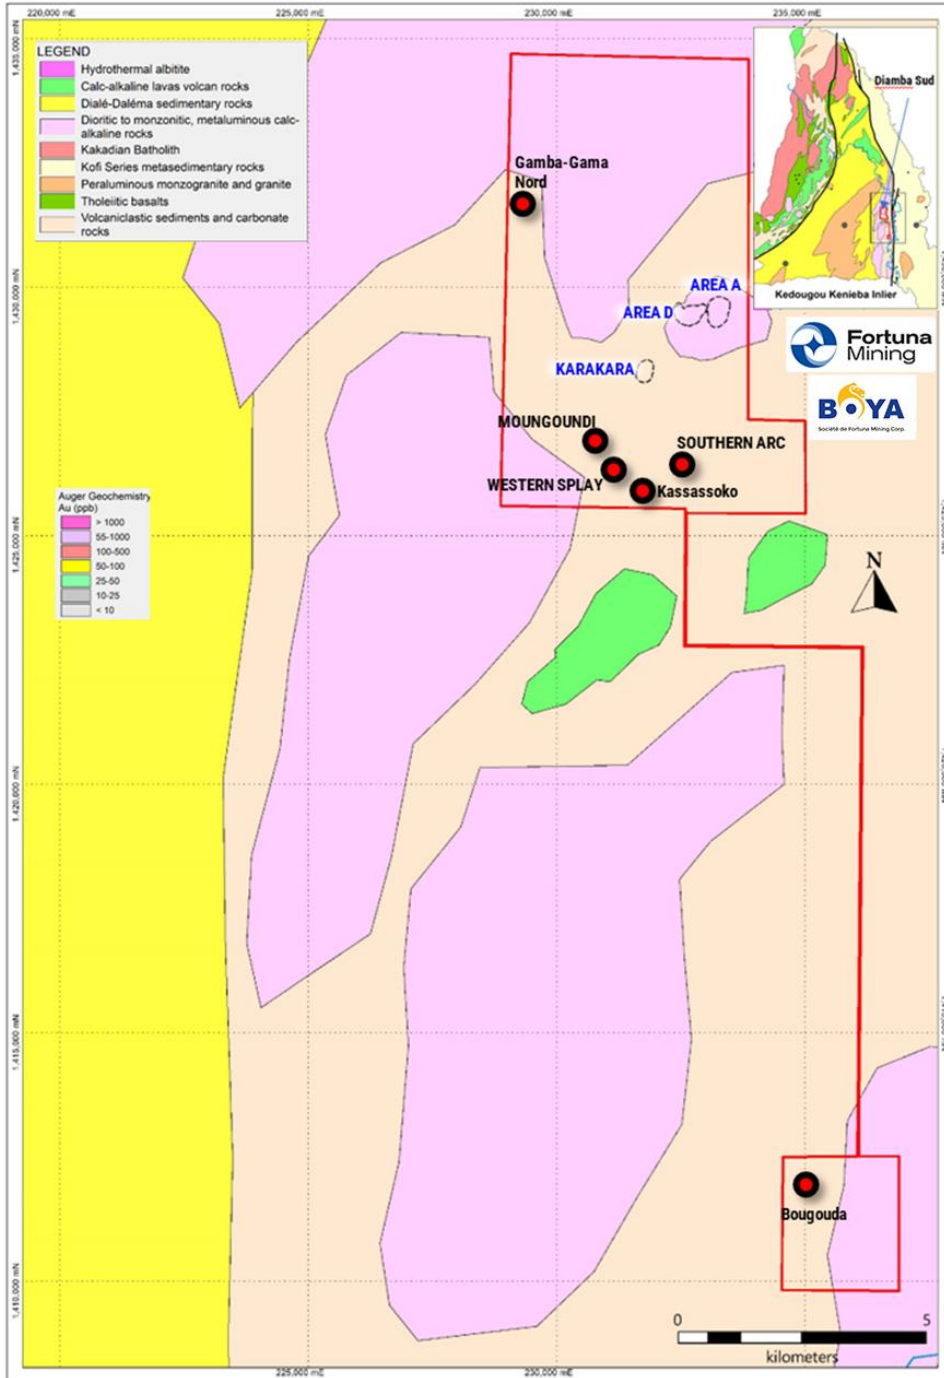 220,000 mE
225,000 mE
230,000 mE
235,000 mE
1,435,000 mN
LEGEND
Hydrothermal albitite
Calc-alkaline lavas volcan rocks
Dialé-Daléma sedimentary rocks
Dioritic to monzonitic, metaluminous calc-
alkaline rocks
Kakadian Batholith
Kofi Series metasedimentary rocks
Peraluminous monzogranite and granite
Tholeiitic basalts
Volcaniclastic sediments and carbonate
rocks
Diamba Sud
Kedougou Kenieba Inlier
Gamba-Gama
Nord
1,430,000 mN
AREA A
AREA D
Fortuna
Mining
KARAKARA
BOYA
Société de Fortuna Mining Corp.
MOUNGOUNDI
SOUTHERN ARC
WESTERN SPLAY
Kassassoko
Auger Geochemistry
Au (ppb)
> 1000
55-1000
100-500
50-100
25-50
10-25
< 10
1,425,000 mN
N
1,420,000 mN
1,415,000 mN
Bougouda
1,410,000 mN
0
5
kilometers
225,000 mE
230,000 mE